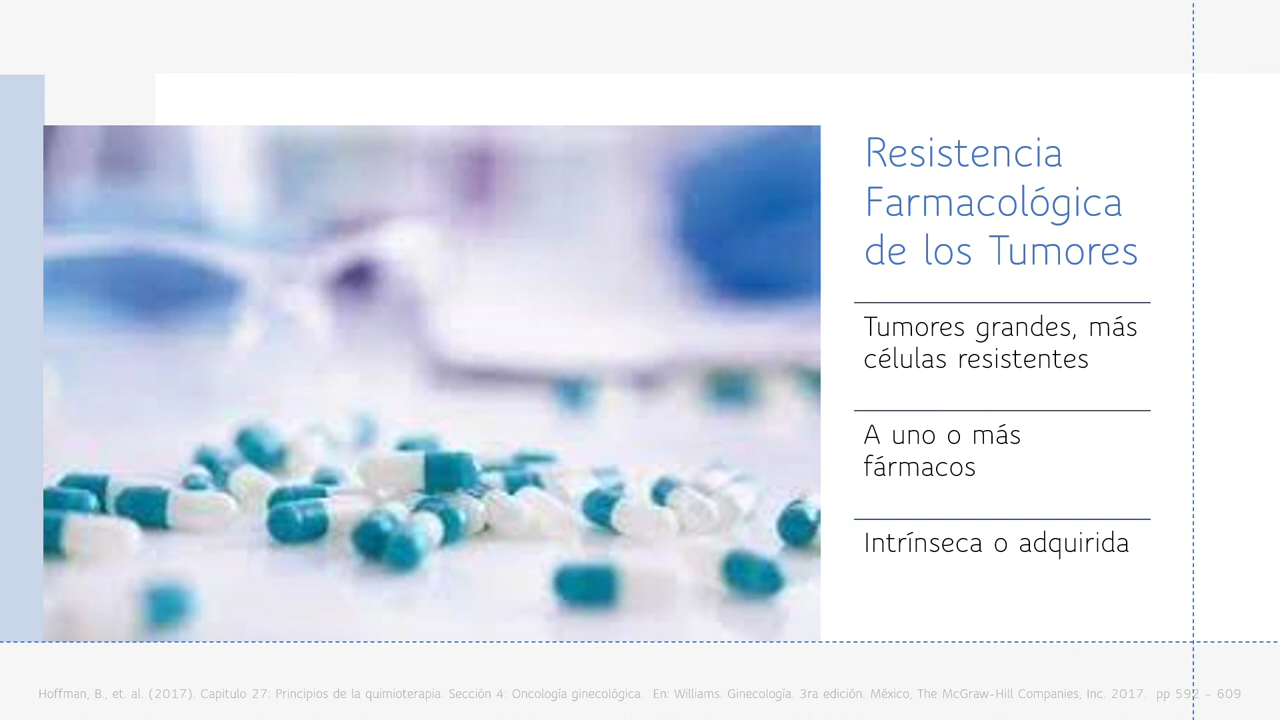 Resistencia
Farmacológica
de los Tumores
Tumores grandes, más
células resistentes
A uno o más
fármacos
Intrínseca o adquirida
Hoffman, B., et. al. (2017). Capitulo 27: Principios de la quimioterapia. Sección 4: Oncología ginecológica. En: Williams. Ginecología. 3ra edición. México, The McGraw-Hill Companies, Inc. 2017. pp 592 – 609